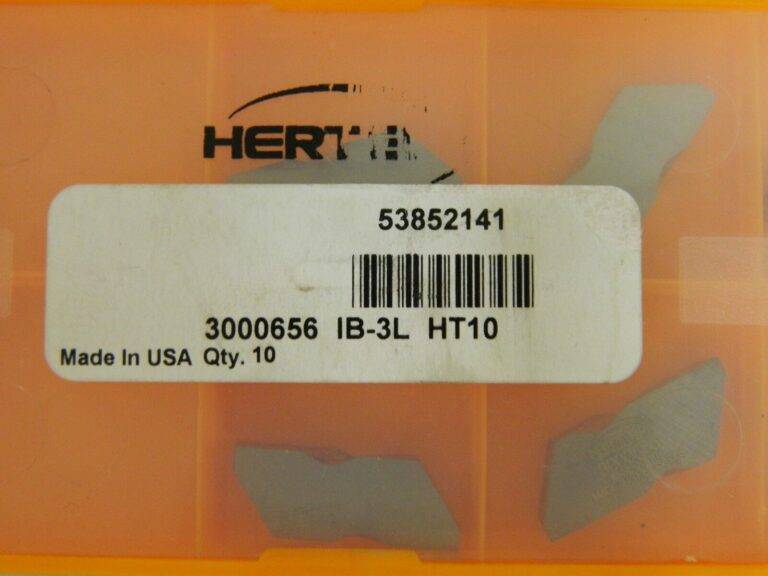 53852141
3000656 IB-3L HT10
Made In USA Qty. 10